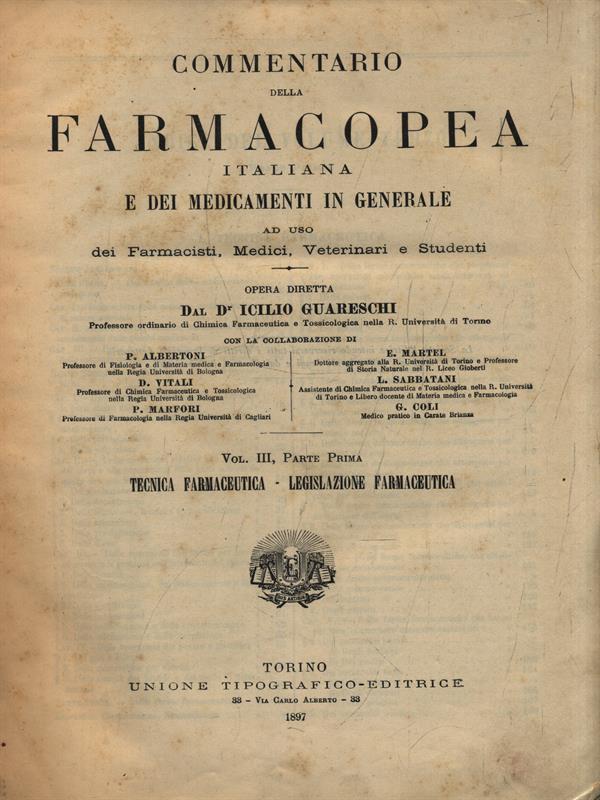 COMMENTARIO
DELLA
FARMACOPEA
ITALIANA
E DEI MEDICAMENTI IN GENERALE
AD USO
dei Farmacisti, Medici, Veterinari e Studenti
OPERA DIRETTA
DAL Dr ICILIO GUARESCHI
Professore ordinario di Chimica Farmaceutica e Tossicologica nella R. Università di Torino
CON LA COLLABORAZIONE DI
P. ALBERTONI
Professore di Fisiologia e di Materia medica e Farmacologia
nella Regia Università di Bologna
D. VITALI
Professore di Chimica Farmaceutica e Tossicologica
nella Regia Università di Bologna
P. MARFORI
Professore di Farmacologia nella Regia Università di Cagliari
E. MARTEL
Dottore aggregato alla R. Università di Torino e Professore
di Storia Naturale nel R. Liceo Gioberti
L. SABBATANI
Assistente di Chimica Farmaceutica e Tossicologica nella R. Università
di Torino e Libero docente di Materia medica e Farmacologia
G. COLI
Medico pratico in Carate Brianza
VOL. III, PARTE PRIMA
TECNICA FARMACEUTICA - LEGISLAZIONE FARMACEUTICA
TORINO
UNIONE TIPOGRAFICO-EDITRICE
33 - VIA CARLO ALBERTO - 33
1897